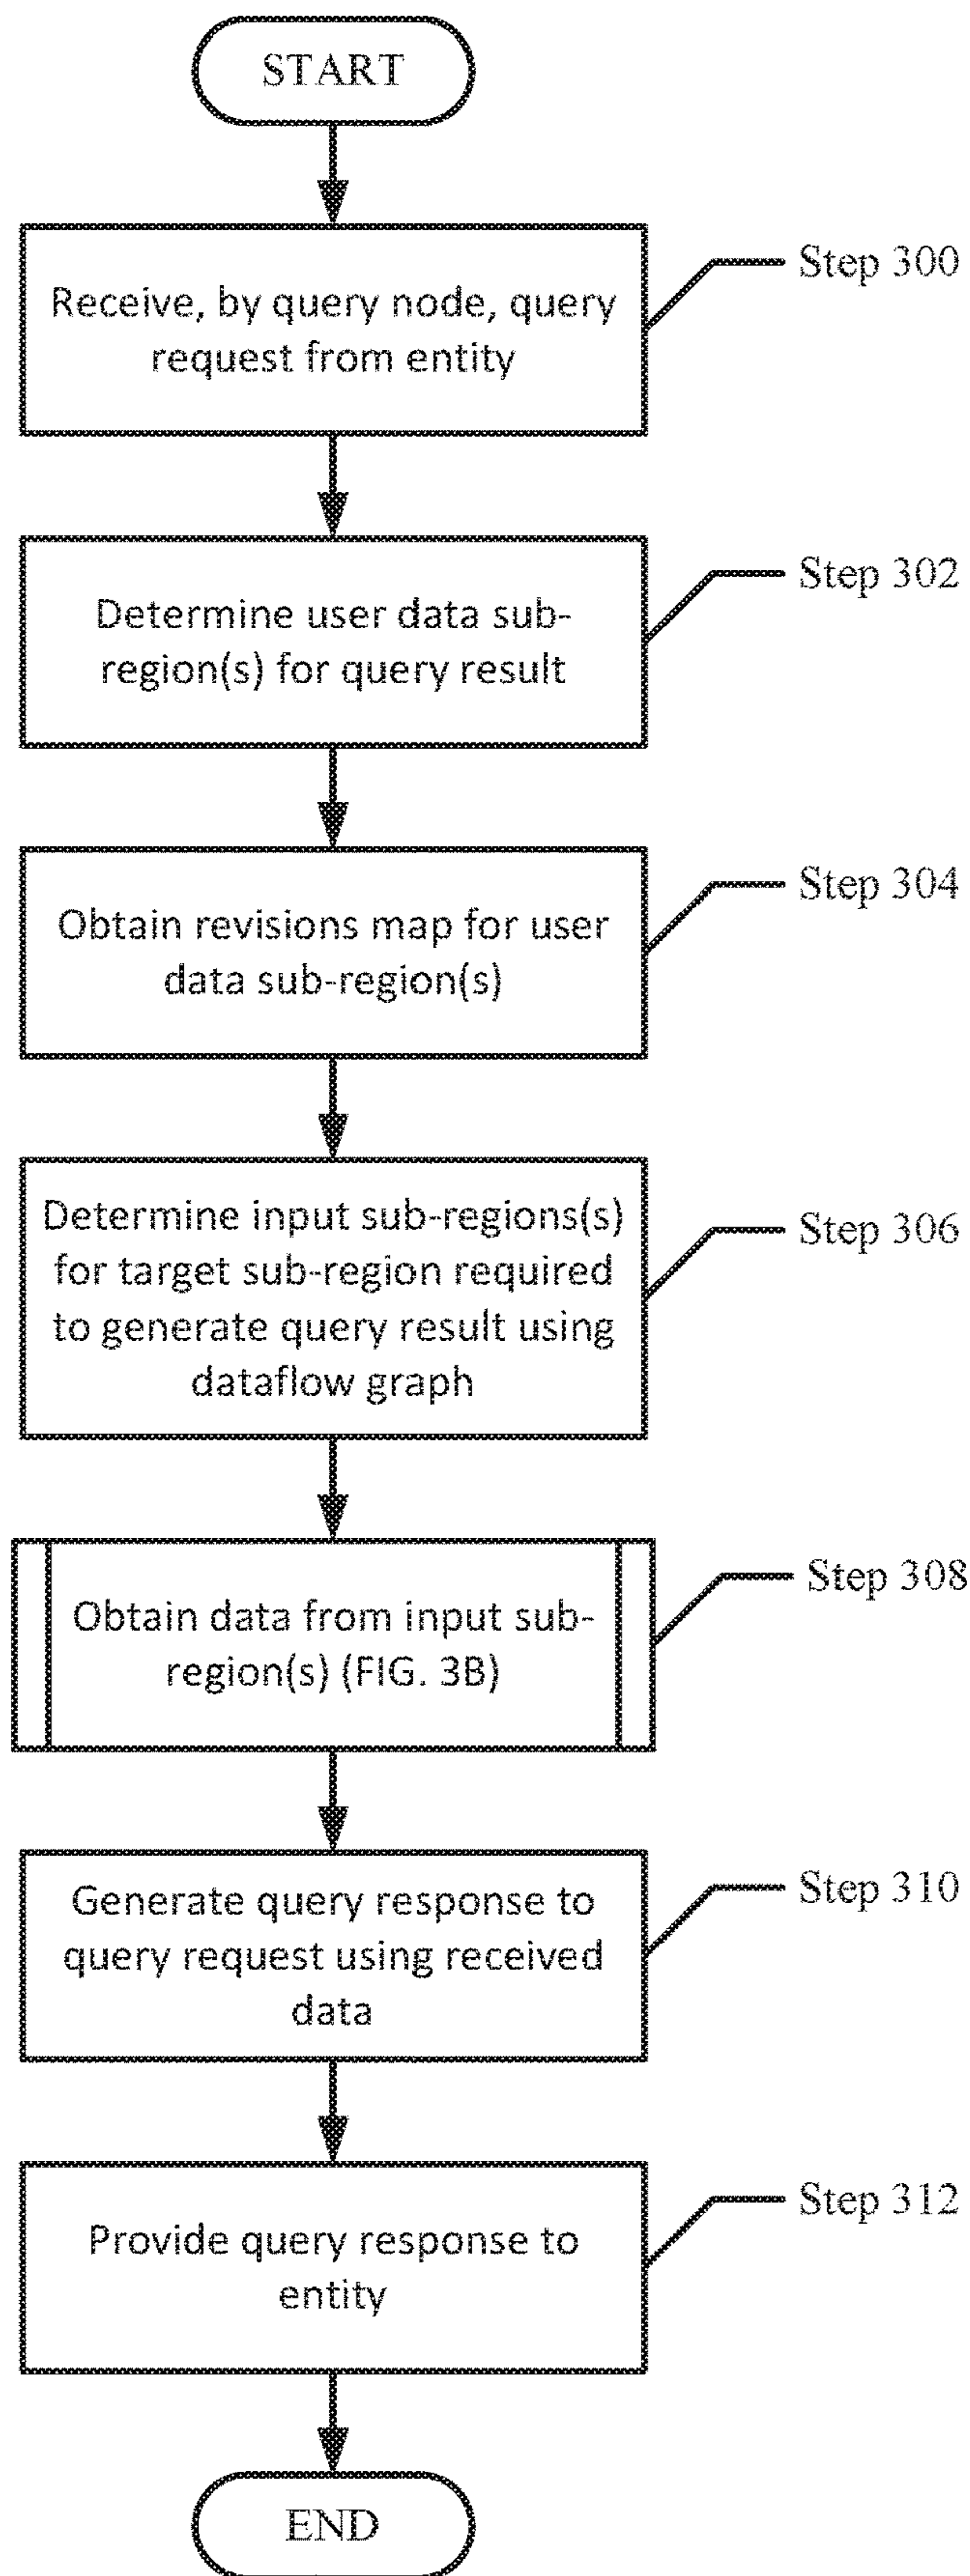 START
Receive, by query node, query
request from entity
Step 300
Determine user data sub-
region(s) for query result
Step 302
Obtain revisions map for user
data sub-region(s)
Step 304
Determine input sub-regions(s)
for target sub-region required
to generate query result using
dataflow graph
Step 306
Obtain data from input sub-
region(s) (FIG. 3B)
Step 308
Generate query response to
query request using received
data
Step 310
Provide query response to
entity
Step 312
END